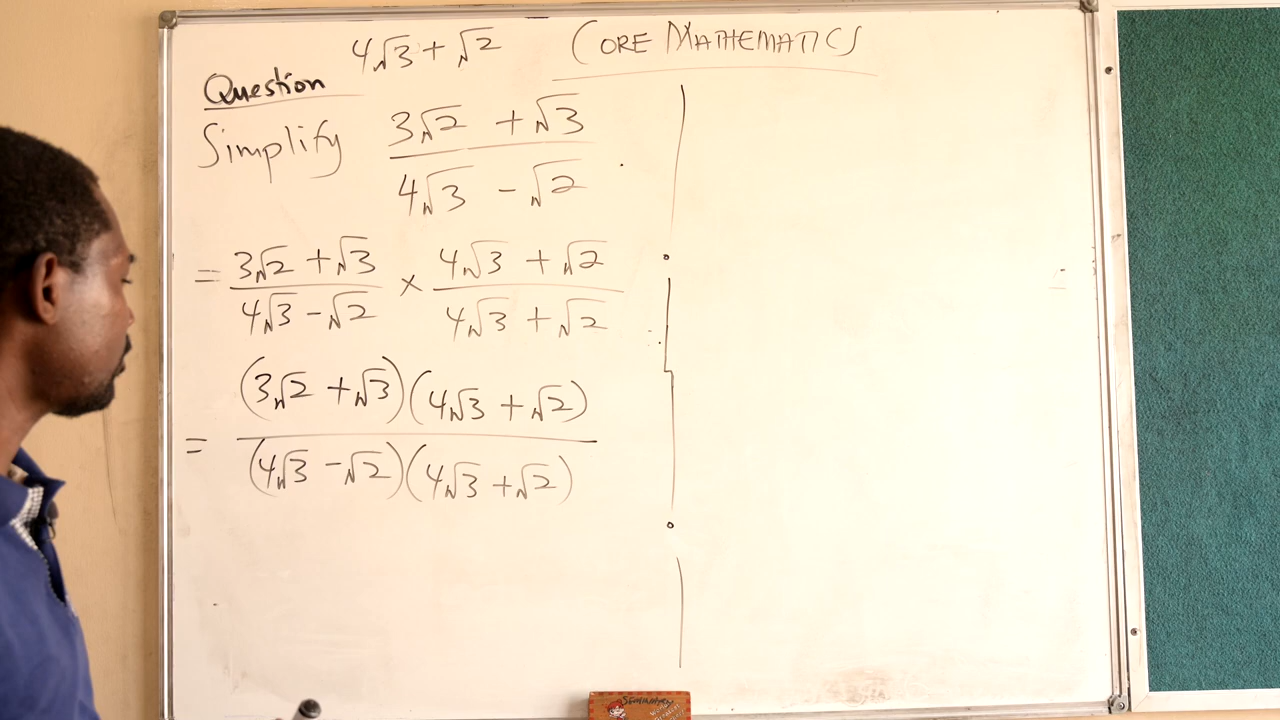 4√3 + √2
CORE MATHEMATICS
Question
Simplify (3√2 + √3)/(4√3 - √2) .
= (3√2 + √3)/(4√3 - √2) × (4√3 + √2)/(4√3 + √2)
= (3√2 + √3)(4√3 + √2)
(4√3 - √2)(4√3 + √2)